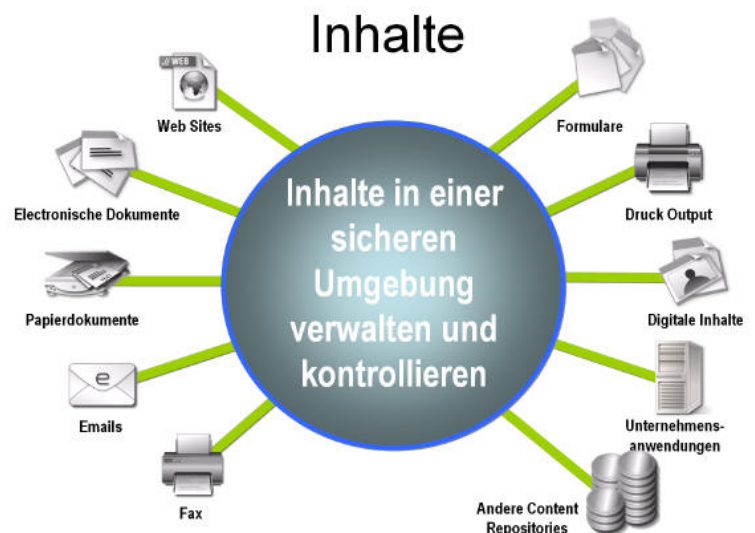 Inhalte
WEB
Web Sites
Formulare
Electronische Dokumente
Druck Output
Inhalte in einer
sicheren
Umgebung
verwalten und
kontrollieren
Papierdokumente
Digitale Inhalte
e
Emails
Unternehmens-
anwendungen
Fax
Andere Content
Repositories